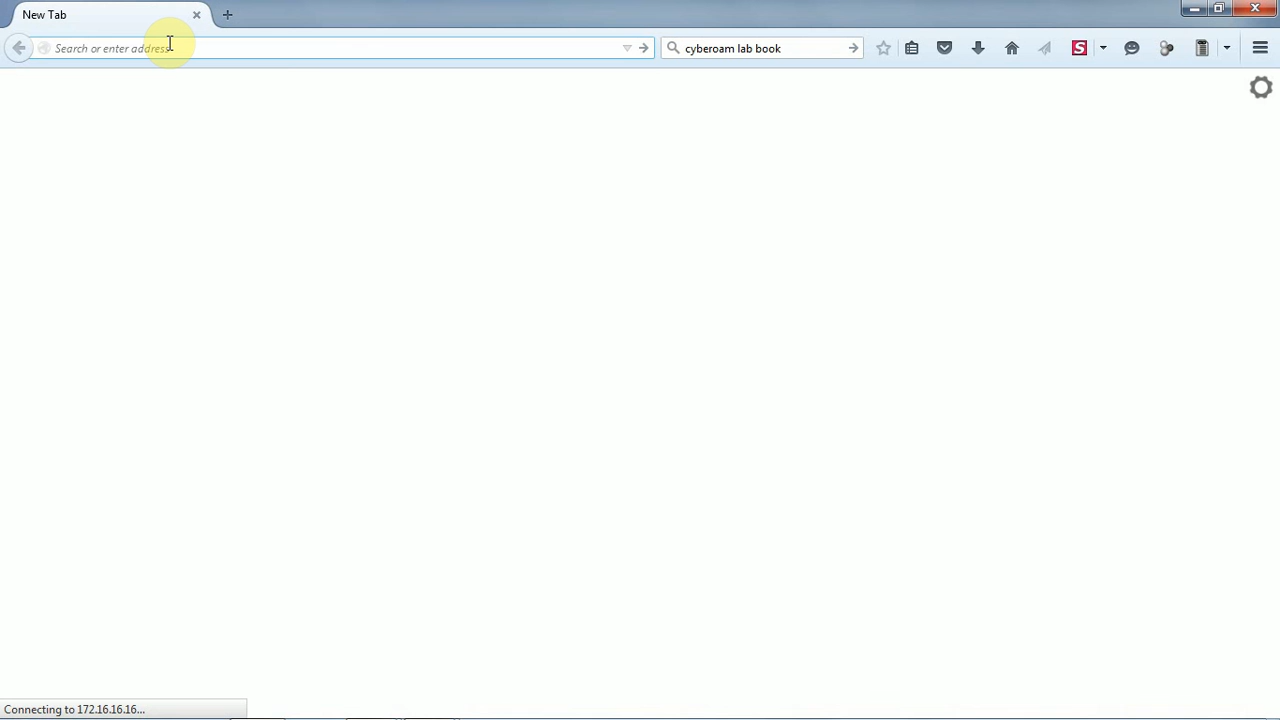 New Tab
Search or enter address
cyberoam lab book
S
Connecting to 172.16.16.16...